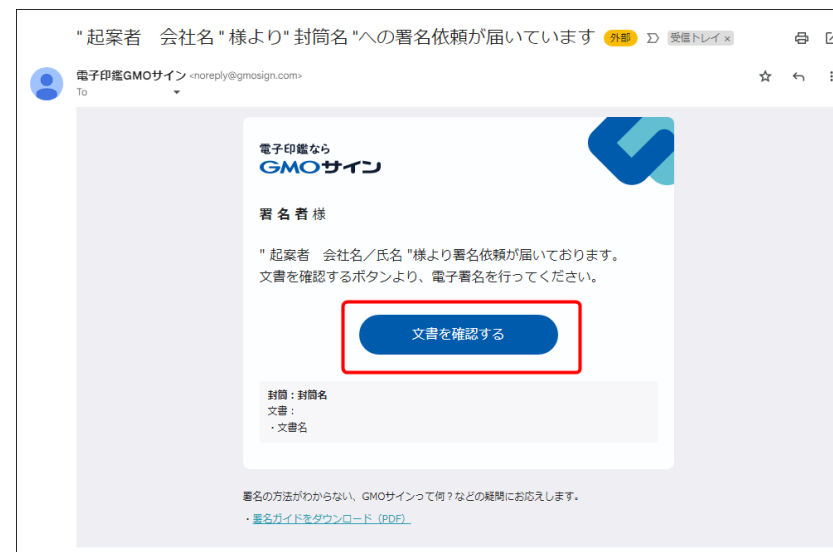 "起案者　会社名"様より"封筒名"への署名依頼が届いています 外部 受信トレイ ×
電子印鑑GMOサイン <noreply@gmosign.com>
To
電子印鑑なら
GMOサイン
署名者 様
"起案者　会社名／氏名 "様より署名依頼が届いております。
文書を確認するボタンより、電子署名を行ってください。
文書を確認する
封筒：封筒名
文書：
・文書名
署名の方法がわからない、GMOサインって何？などの疑問にお応えします。
・署名ガイドをダウンロード（PDF）